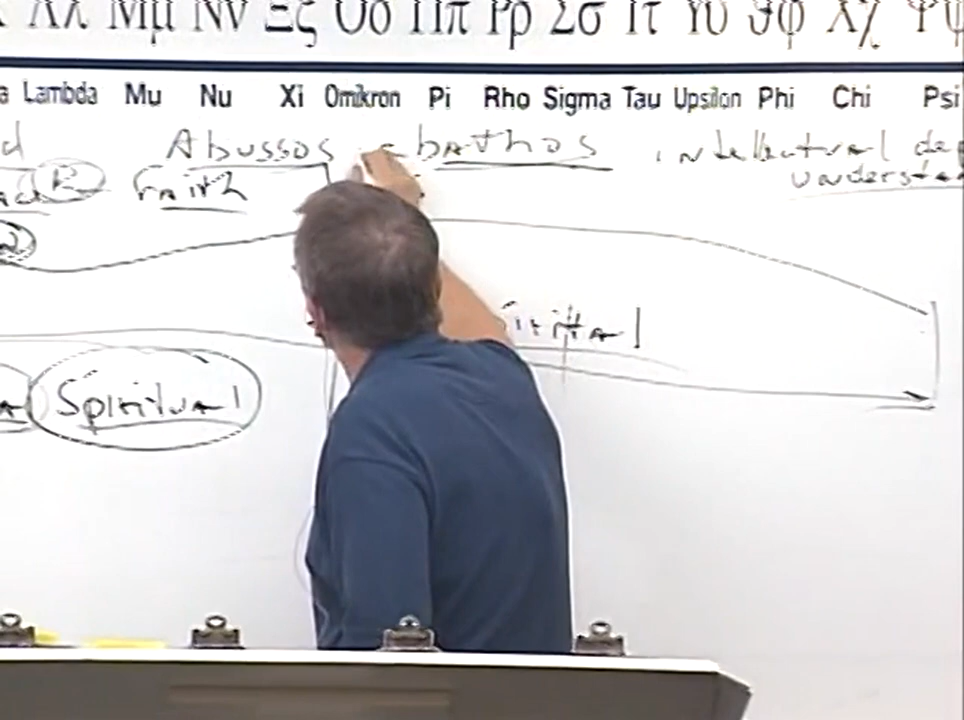 Λλ Μμ Νν Ξξ Οο Ππ Ρρ Σσ Ττ Υυ Φφ Χχ Ψψ
a Lambda Mu Nu Xi Omikron Pi Rho Sigma Tau Upsilon Phi Chi Psi
d Abussos bathos intellectual de
Faith understa
Spiritual